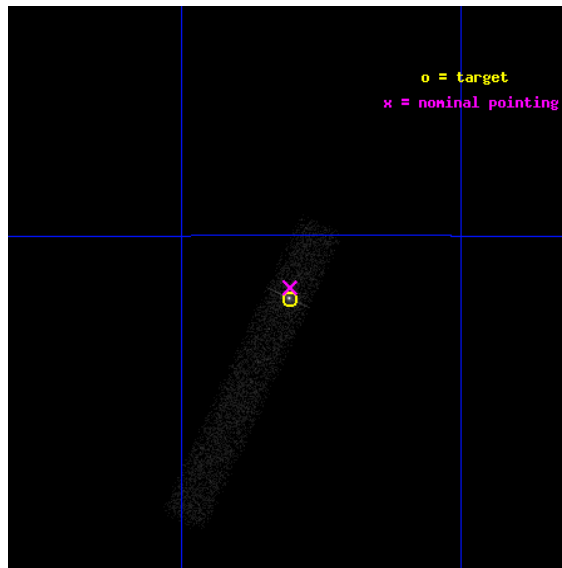 o = target
x = nominal pointing